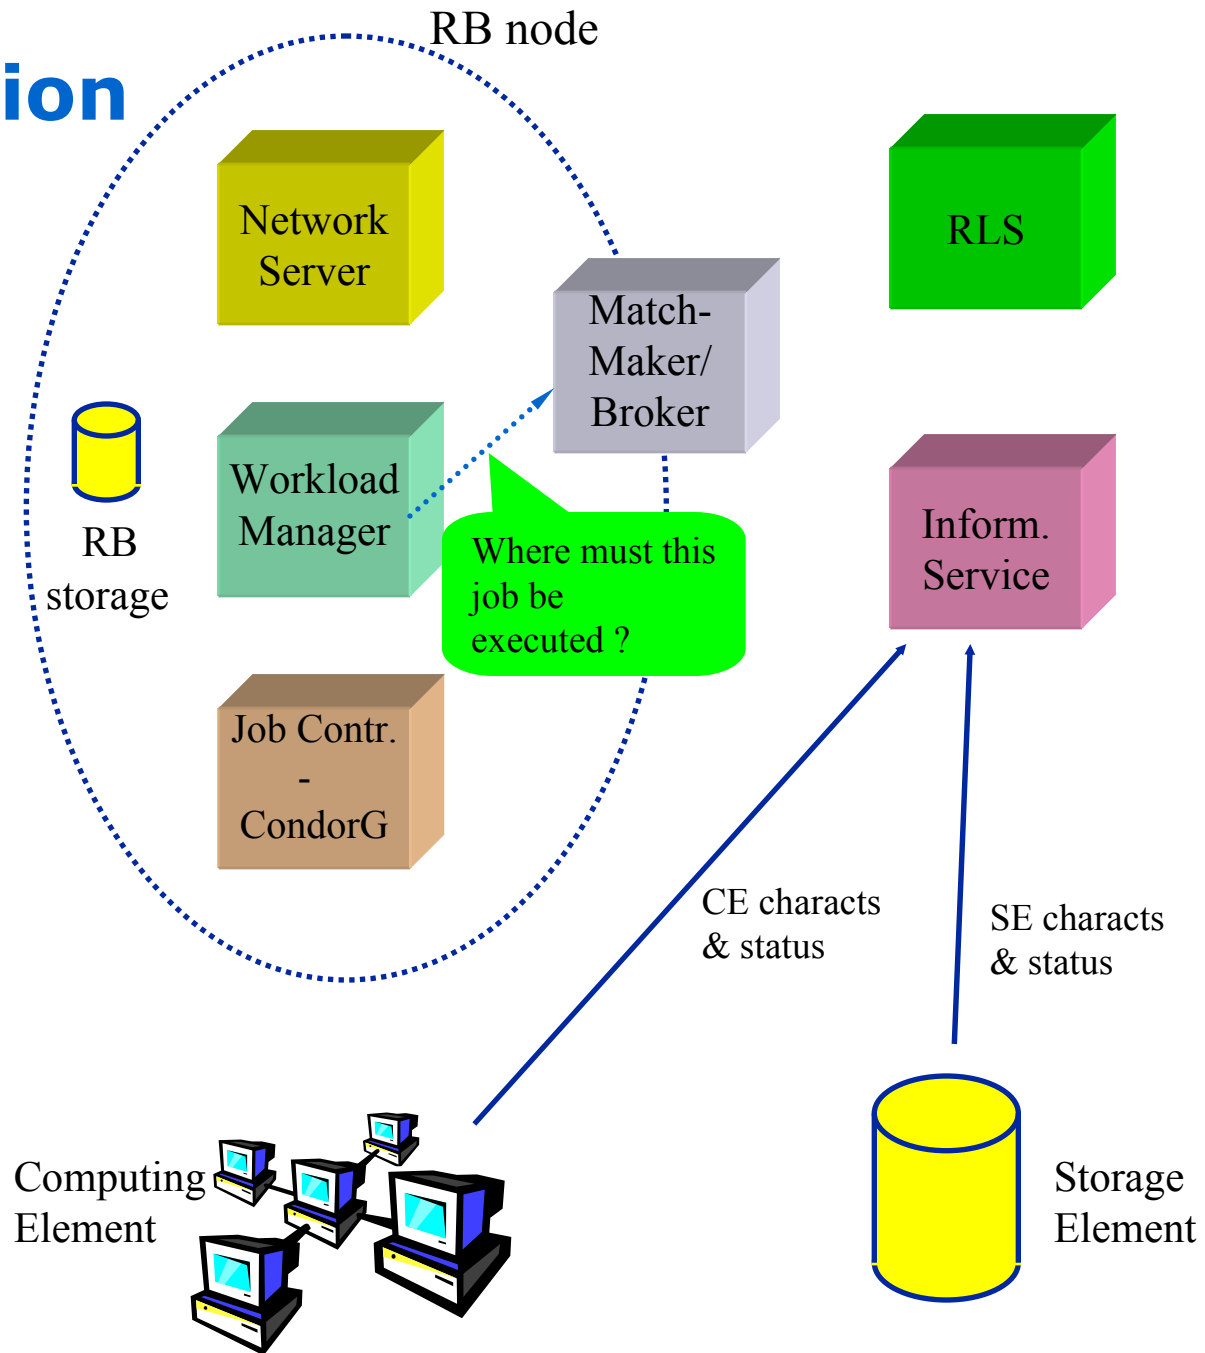 RB node
ion
Network
Server
RLS
Match-
Maker/
Broker
Workload
Manager
RB
storage
Where must this
job be
executed ?
Inform.
Service
Job Contr.
-
CondorG
CE characts
& status
SE characts
& status
Computing
Element
Storage
Element